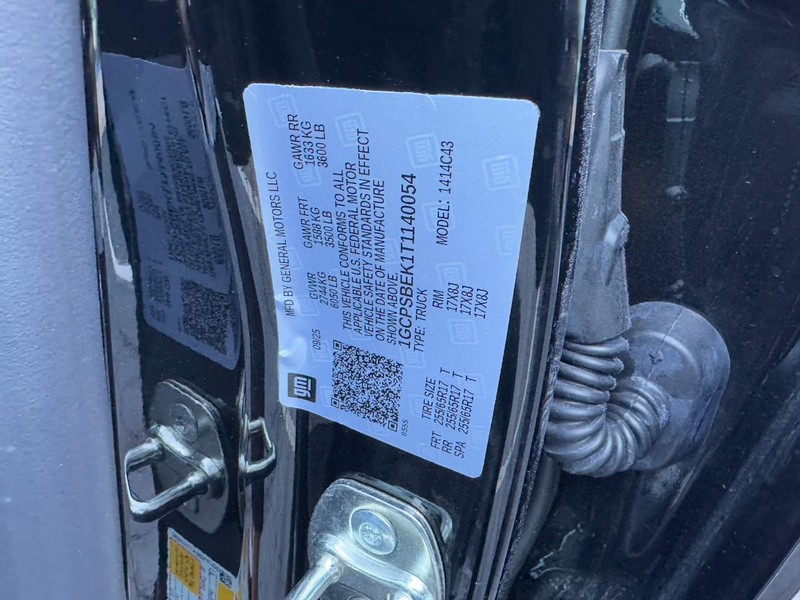 MFD BY GENERAL MOTORS LLC
09/25
GVWR
2744KG
6050 LB
GAWR FRT
1588 KG
3500 LB
GAWR RR
1633 KG
3600 LB
THIS VEHICLE CONFORMS TO ALL
APPLICABLE U.S. FEDERAL MOTOR
VEHICLE SAFETY STANDARDS IN EFFECT
ON THE DATE OF MANUFACTURE
SHOWN ABOVE.
1GCPSBEK1T1140054
TYPE: TRUCK
MODEL: 1414C43
gm
0555
TIRE SIZE RIM
FRT 255/65R17 T 17X8J
RR 255/65R17 T 17X8J
SPA 255/65R17 T 17X8J